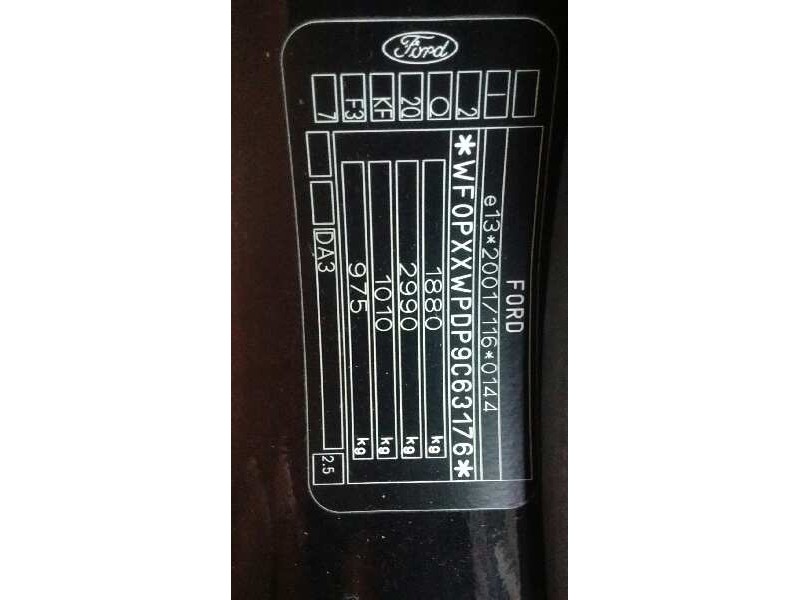 Ford
FORD
e13*2001/116*0144
*WF0PXXWPDP9C63176*
1880 kg
2990 kg
1010 kg
975 kg
DA3 2.5
7 F3 KF 2Q Q 2 I